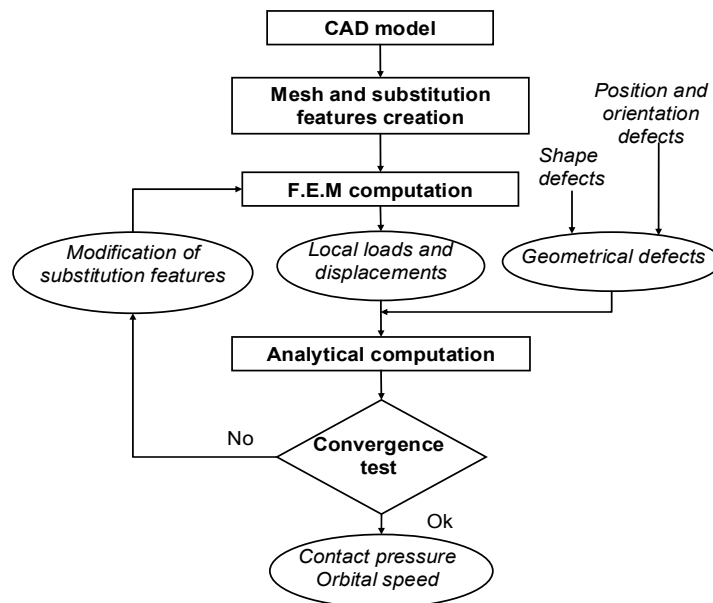 CAD model
Mesh and substitution
features creation
Position and
orientation
defects
Shape
defects
F.E.M computation
Modification of
substitution features
Local loads and
displacements
Geometrical defects
Analytical computation
No
Convergence
test
Ok
Contact pressure
Orbital speed